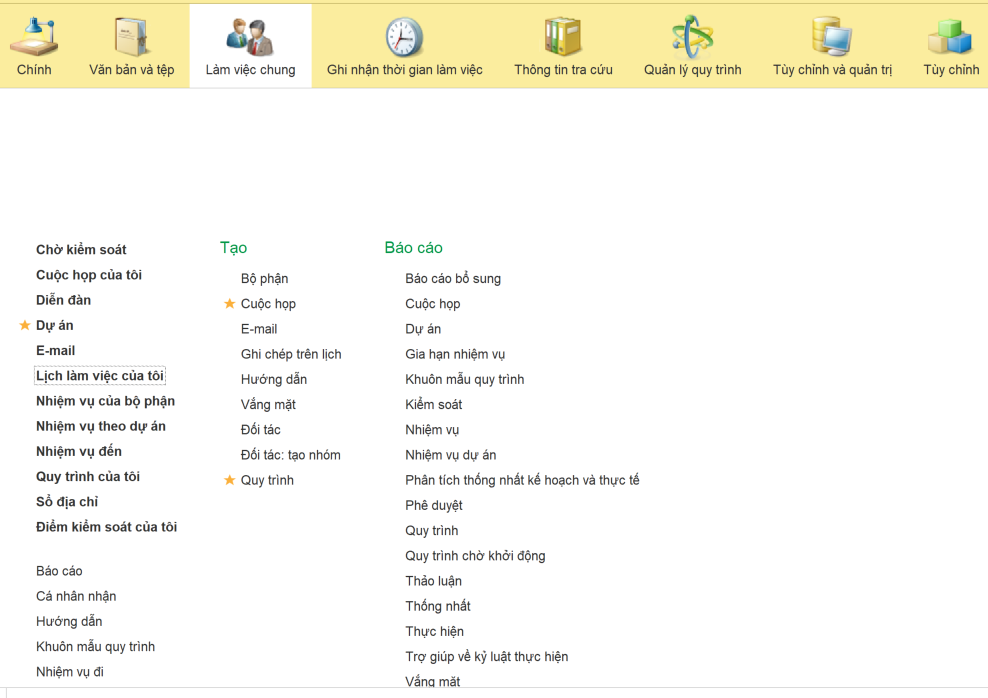 Chính
Văn bản và tệp
Làm việc chung
Ghi nhận thời gian làm việc
Thông tin tra cứu
Quản lý quy trình
Tùy chỉnh và quản trị
Tùy chỉnh
Chờ kiểm soát
Cuộc họp của tôi
Diễn đàn
Dự án
E-mail
Lịch làm việc của tôi
Nhiệm vụ của bộ phận
Nhiệm vụ theo dự án
Nhiệm vụ đến
Quy trình của tôi
Sổ địa chỉ
Điểm kiểm soát của tôi
Báo cáo
Cá nhân nhận
Hướng dẫn
Khuôn mẫu quy trình
Nhiệm vụ đi
Tạo
Bộ phận
Cuộc họp
E-mail
Ghi chép trên lịch
Hướng dẫn
Vắng mặt
Đối tác
Đối tác: tạo nhóm
Quy trình
Báo cáo
Báo cáo bổ sung
Cuộc họp
Dự án
Gia hạn nhiệm vụ
Khuôn mẫu quy trình
Kiểm soát
Nhiệm vụ
Nhiệm vụ dự án
Phân tích thống nhất kế hoạch và thực tế
Phê duyệt
Quy trình
Quy trình chờ khởi động
Thảo luận
Thống nhất
Thực hiện
Trợ giúp về kỷ luật thực hiện
Vắng mặt